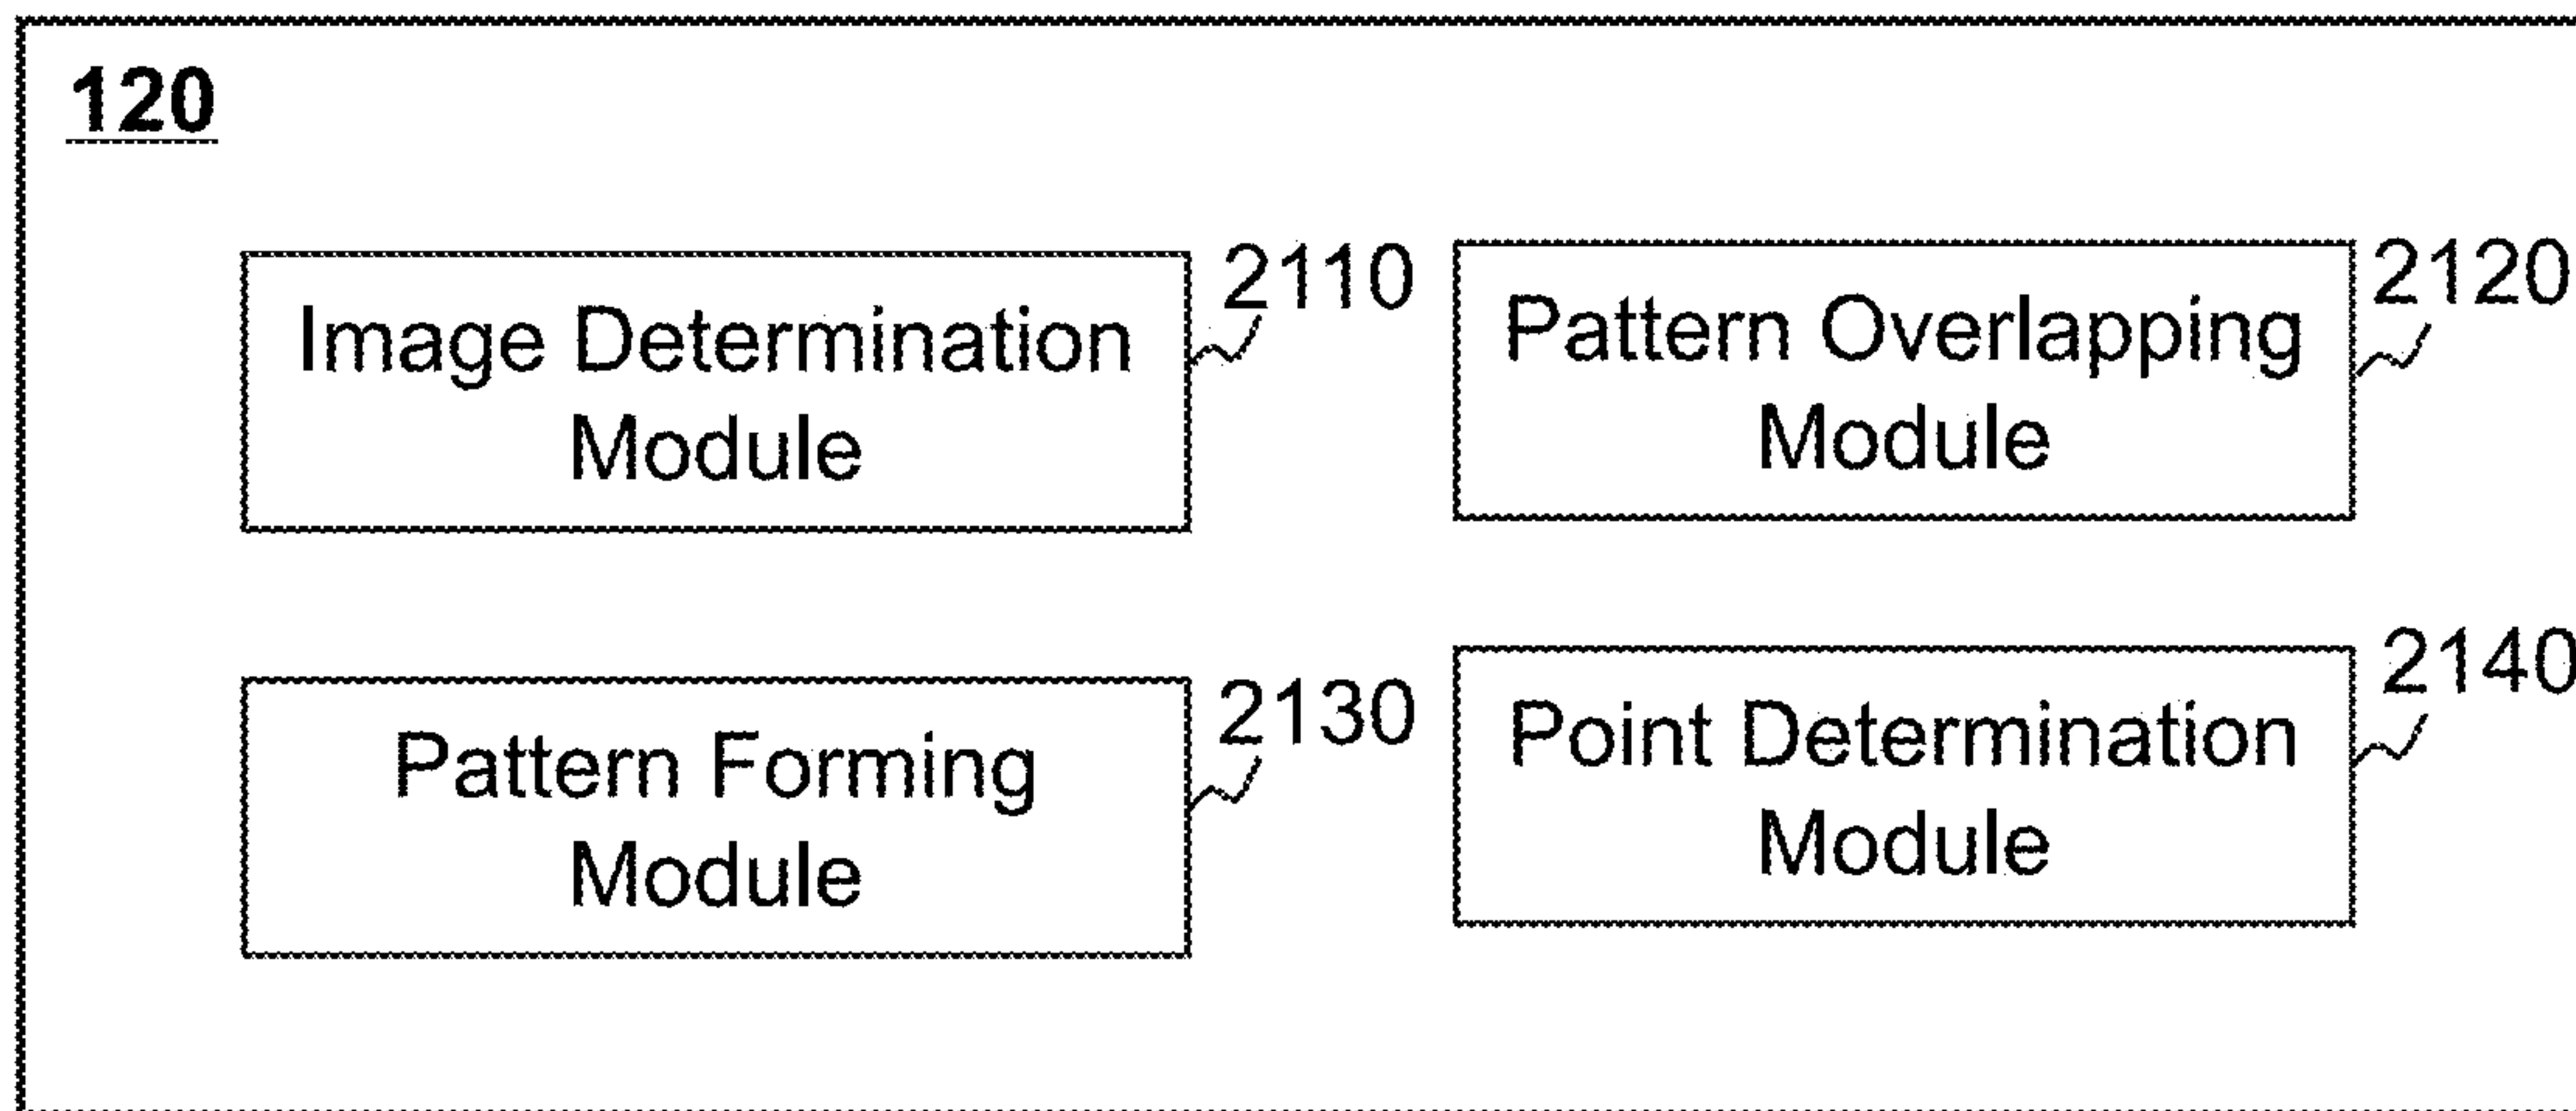 120
Image Determination
Module
2110
Pattern Overlapping
Module
2120
Pattern Forming
Module
2130
Point Determination
Module
2140